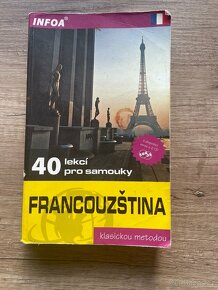 INFOA
40 lekcí
pro samouky
FRANCOUZŠTINA
klasickou metodou